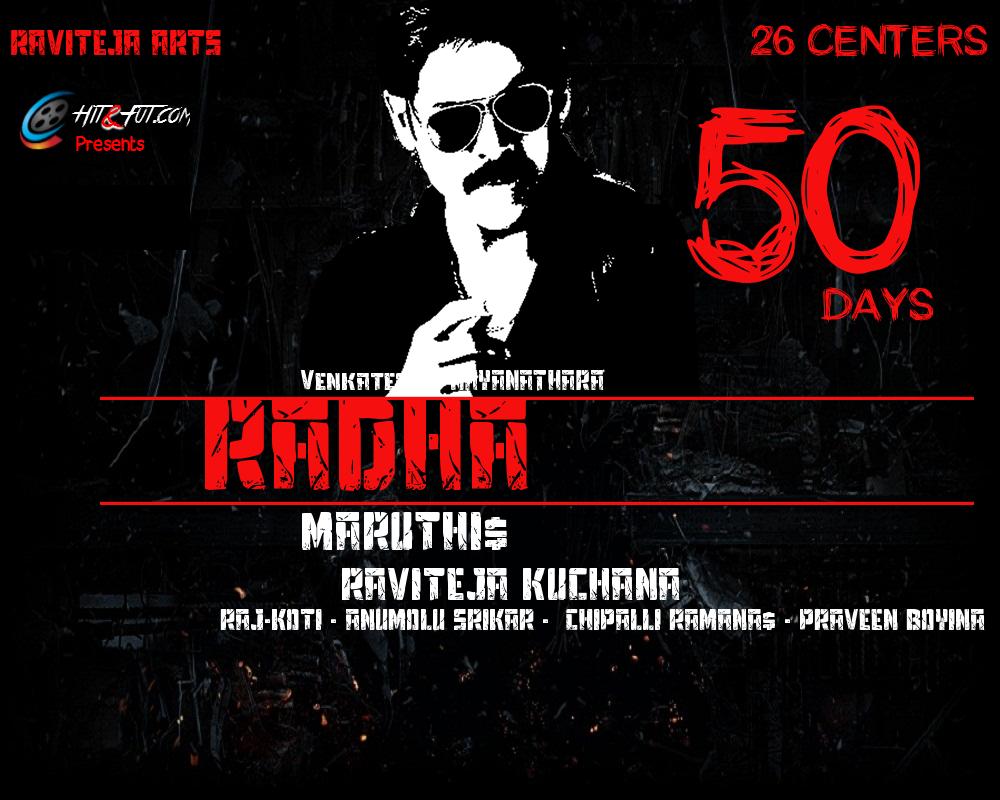 RAVITEJA ARTS
26 CENTERS
HIT&FUT.COM
Presents
50
DAYS
RADHA
MARUTHI$
RAVITEJA KUCHANA
RAJ-KOTI - ANUMOLU SRIKAR - CHIPALLI RAMANA$ - PRAVEEN BOYINA